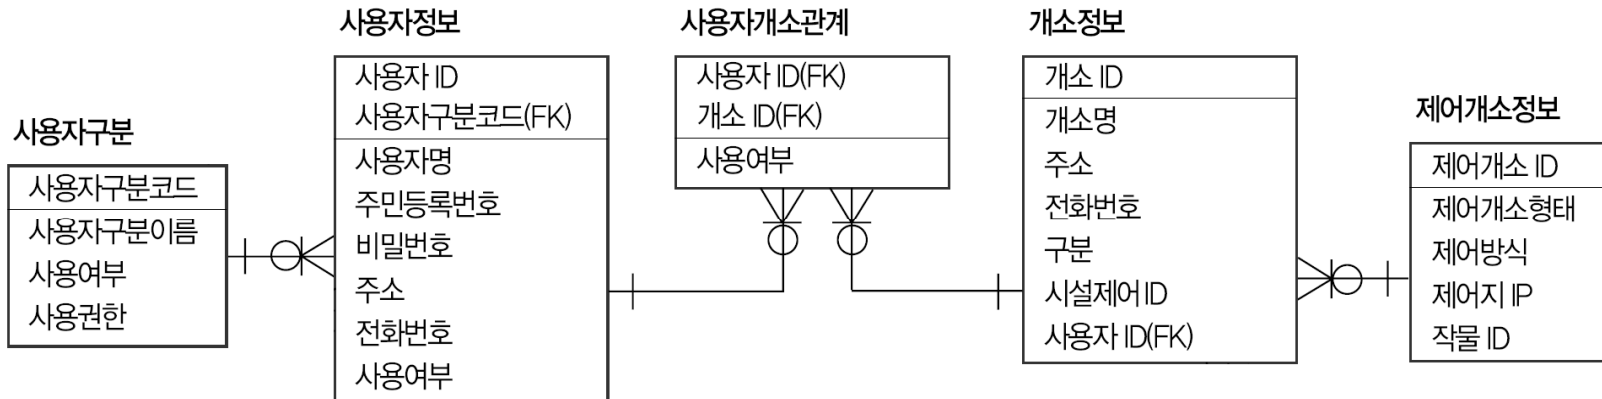 사용자구분
사용자구분코드
사용자구분이름
사용여부
사용권한
사용자정보
사용자 ID
사용자구분코드(FK)
사용자명
주민등록번호
비밀번호
주소
전화번호
사용여부
사용자개소관계
사용자 ID(FK)
개소 ID(FK)
사용여부
개소정보
개소 ID
개소명
주소
전화번호
구분
시설제어 ID
사용자 ID(FK)
제어개소정보
제어개소 ID
제어개소형태
제어방식
제어지 IP
작물 ID